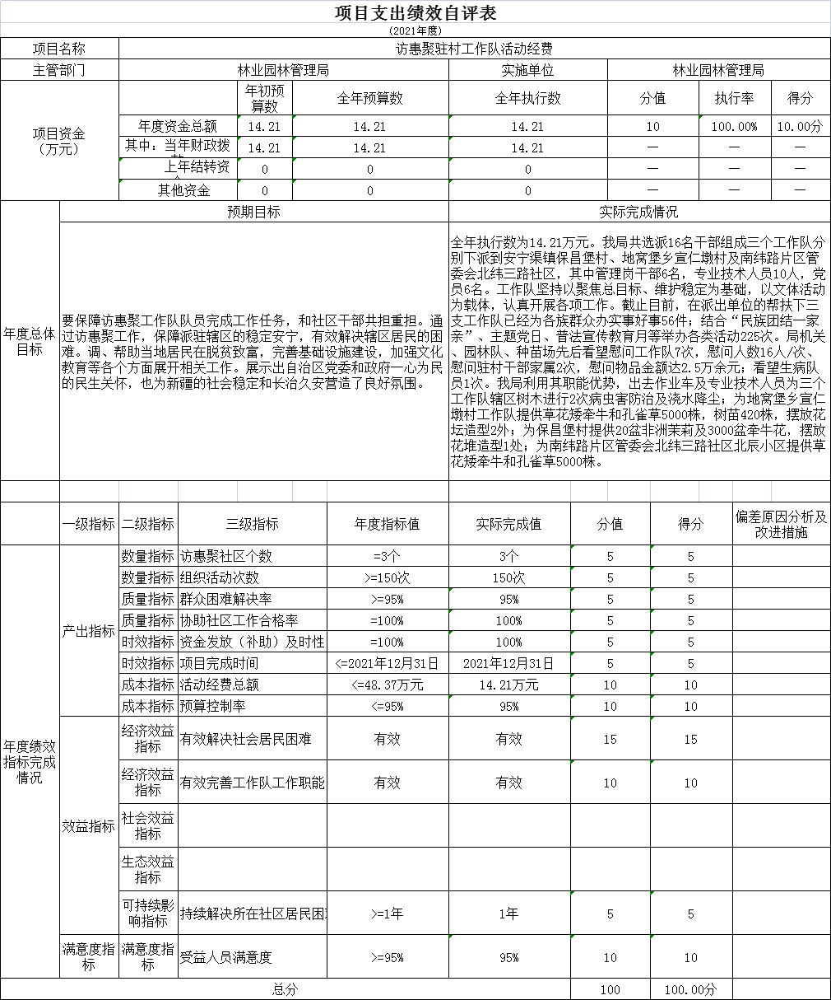 项目支出绩效自评表
(2021年度)
项目名称 访惠聚驻村工作队活动经费
主管部门 林业园林管理局 实施单位 林业园林管理局
项目资金
(万元)
年初预
算数 全年预算数 全年执行数 分值 执行率 得分
年度资金总额 14.21 14.21 14.21 10 100.00% 10.00分
其中：当年财政拨 14.21 14.21 14.21 — — —
上年结转资 0 0 0 — — —
其他资金 0 0 0 — — —
年度总体
目标
预期目标 实际完成情况
要保障访惠聚工作队队员完成工作任务，和社区干部共担重担。通
过访惠聚工作，保障派驻辖区的稳定安宁，有效解决辖区居民的困
难。调、帮助当地居民在脱贫致富，完善基础设施建设，加强文化
教育等各个方面展开相关工作。展示出自治区党委和政府一心为民
的民生关怀，也为新疆的社会稳定和长治久安营造了良好氛围。
全年执行数为14.21万元。我局共选派16名干部组成三个工作队分
别下派到安宁渠镇保昌堡村、地窝堡乡宣仁墩村及南纬路片区管
委会北纬三路社区，其中管理岗干部6名，专业技术人员10人，党
员6名。工作队坚持以聚焦总目标、维护稳定为基础，以文体活动
为载体，认真开展各项工作。截止目前，在派出单位的帮扶下三
支工作队已经为各族群众办实事好事56件；结合“民族团结一家
亲”、主题党日、普法宣传教育月等举办各类活动225次。局机关
、园林队、种苗场先后看望慰问工作队7次，慰问人数16人/次、
慰问驻村干部家属2次，慰问物品金额达2.5万余元；看望生病队
员1次。我局利用其职能优势，出去作业车及专业技术人员为三个
工作队辖区树木进行2次病虫害防治及浇水降尘；为地窝堡乡宣仁
墩村工作队提供草花矮牵牛和孔雀草5000株，树苗420株，摆放花
坛造型2外；为保昌堡村提供20盆非洲茉莉及3000盆牵牛花，摆放
花堆造型1处；为南纬路片区管委会北纬三路社区北辰小区提供草
花矮牵牛和孔雀草5000株。
一级指标 二级指标 三级指标 年度指标值 实际完成值 分值 得分 偏差原因分析及
改进措施
年度绩效
指标完成
情况
产出指标
数量指标 访惠聚社区个数 =3个 3个 5 5
数量指标 组织活动次数 >=150次 150次 5 5
质量指标 群众困难解决率 >=95% 95% 5 5
质量指标 协助社区工作合格率 =100% 100% 5 5
时效指标 资金发放（补助）及时性 =100% 100% 5 5
时效指标 项目完成时间 <=2021年12月31日 2021年12月31日 5 5
成本指标 活动经费总额 <=48.37万元 14.21万元 10 10
成本指标 预算控制率 <=95% 95% 10 10
效益指标
经济效益
指标 有效解决社会居民困难 有效 有效 15 15
经济效益
指标 有效完善工作队工作职能 有效 有效 10 10
社会效益
指标
生态效益
指标
可持续影
响指标 持续解决所在社区居民困 >=1年 1年 5 5
满意度指
标 满意度指
标 受益人员满意度 >=95% 95% 10 10
总分 100 100.00分